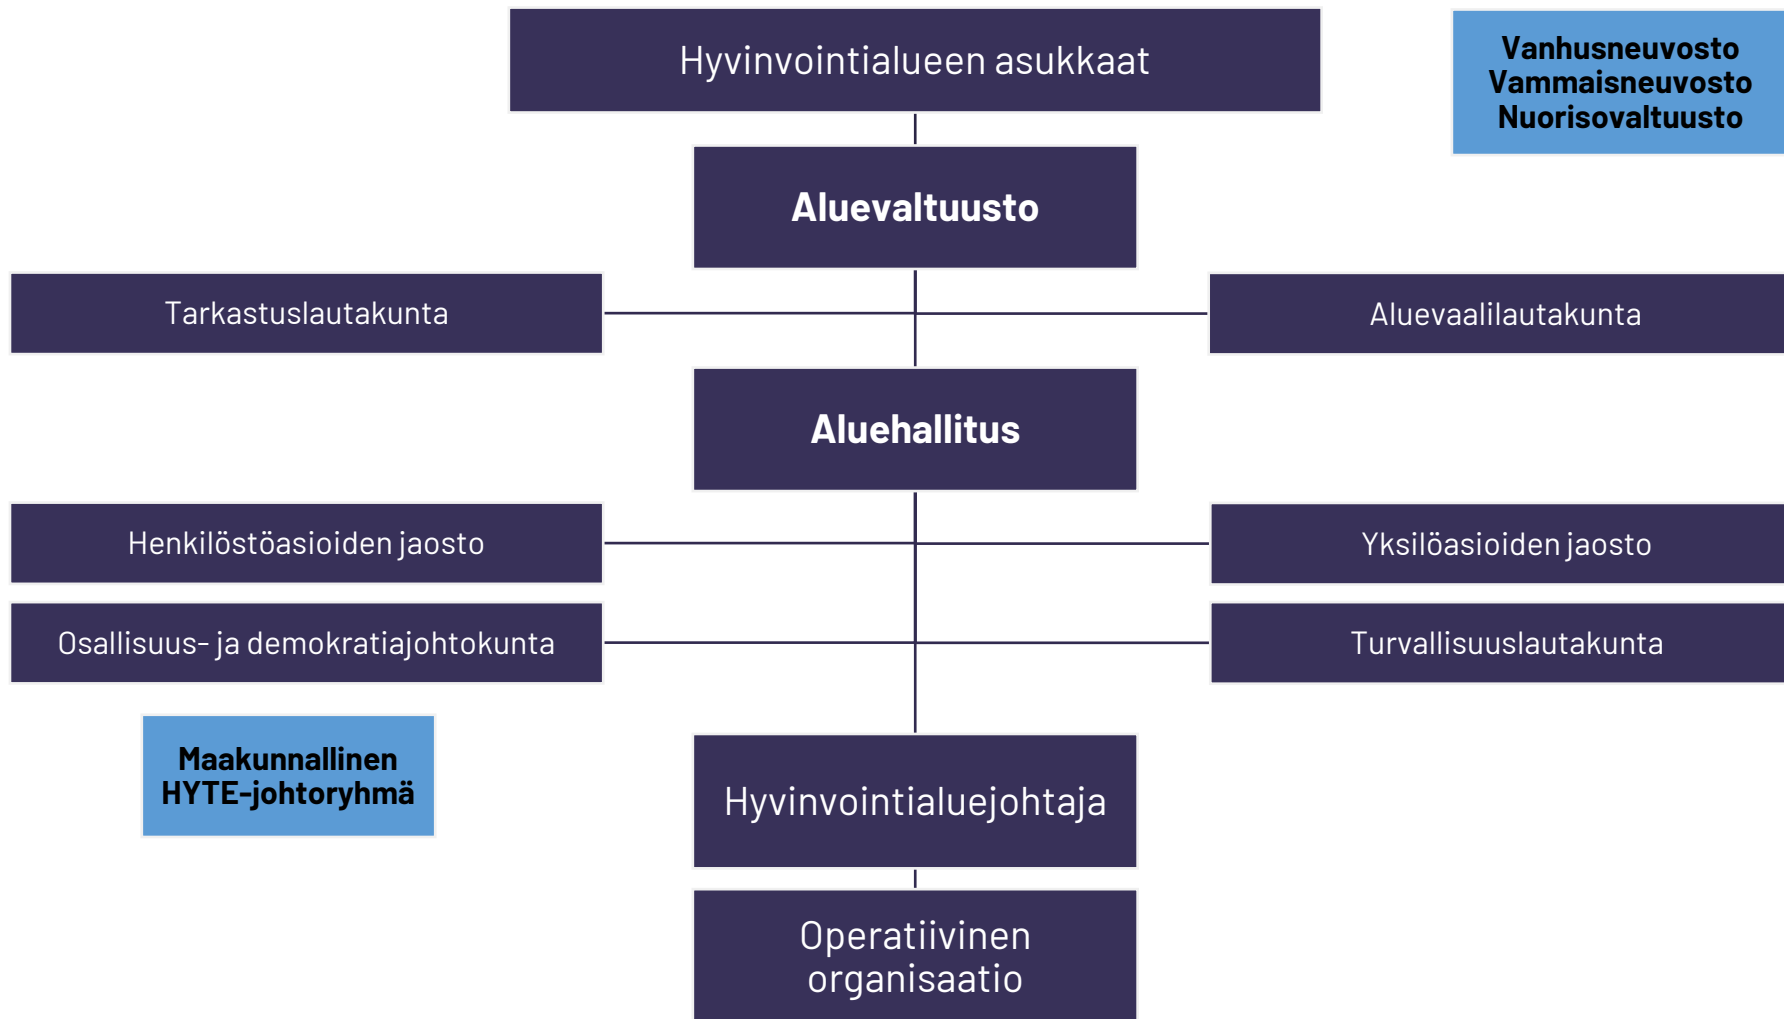 Hyvinvointialueen asukkaat
Vanhusneuvosto
Vammaisneuvosto
Nuorisovaltuusto
Aluevaltuusto
Tarkastuslautakunta
Aluevaalilautakunta
Aluehallitus
Henkilöstöasioiden jaosto
Yksilöasioiden jaosto
Osallisuus- ja demokratiajohtokunta
Turvallisuuslautakunta
Maakunnallinen
HYTE-johtoryhmä
Hyvinvointialuejohtaja
Operatiivinen
organisaatio